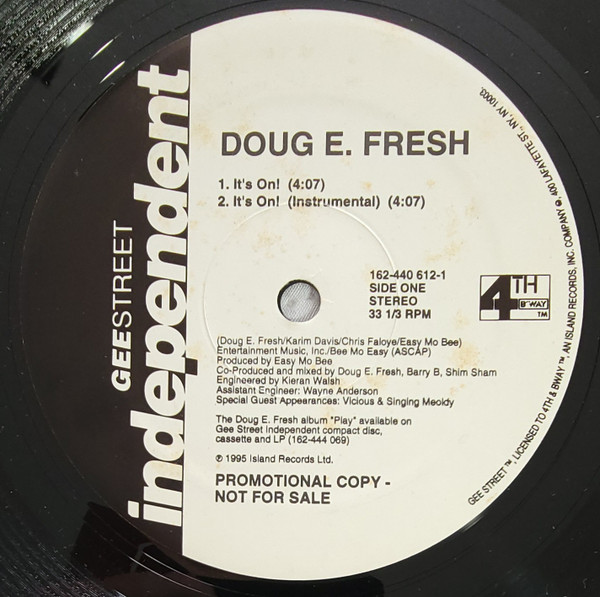 GEE STREET
independent
DOUG E. FRESH
1. It's On! (4:07)
2. It's On! (Instrumental) (4:07)
162-440 612-1
SIDE ONE
STEREO
33 1/3 RPM
4TH
B'WAY
TM
(Doug E. Fresh/Karim Davis/Chris Faloye/Easy Mo Bee)
Entertainment Music, Inc./Bee Mo Easy (ASCAP)
Produced by Easy Mo Bee
Co-Produced and mixed by Doug E. Fresh, Barry B, Shim Sham
Engineered by Kieran Walsh
Assistant Engineer: Wayne Anderson
Special Guest Appearances: Vicious & Singing Meoldy
The Doug E. Fresh album "Play" available on
Gee Street Independent compact disc,
cassette and LP (162-444 069)
℗ 1995 Island Records Ltd.
PROMOTIONAL COPY -
NOT FOR SALE
GEE STREET™, LICENSED TO 4TH & B'WAY™, AN ISLAND RECORDS, INC. COMPANY ℗, 400 LAFAYETTE ST., NY, NY 10003.